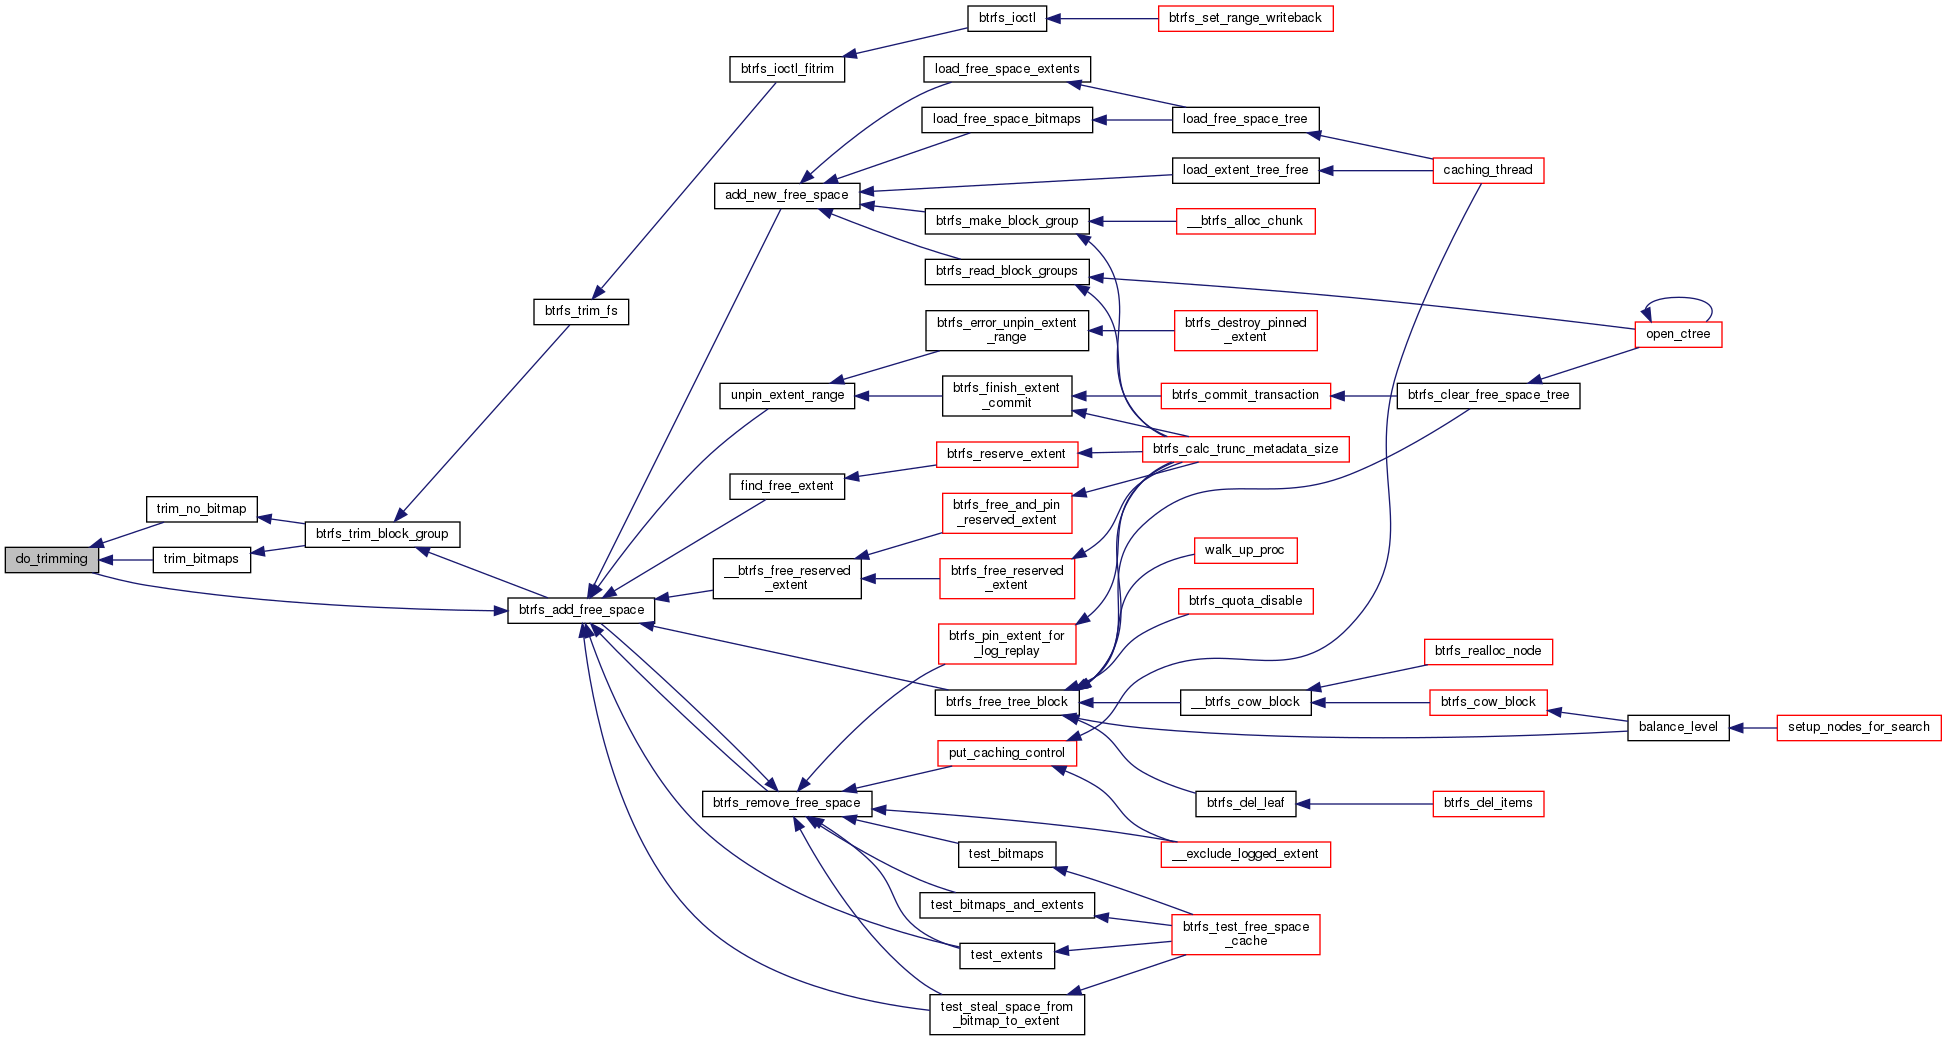 btrfs_ioctl
btrfs_set_range_writeback
btrfs_ioctl_fitrim
load_free_space_extents
load_free_space_bitmaps
load_free_space_tree
load_extent_tree_free
caching_thread
add_new_free_space
btrfs_make_block_group
__btrfs_alloc_chunk
btrfs_read_block_groups
btrfs_trim_fs
btrfs_error_unpin_extent
_range
btrfs_destroy_pinned
_extent
open_ctree
unpin_extent_range
btrfs_finish_extent
_commit
btrfs_commit_transaction
btrfs_clear_free_space_tree
btrfs_reserve_extent
btrfs_calc_trunc_metadata_size
find_free_extent
trim_no_bitmap
btrfs_free_and_pin
_reserved_extent
btrfs_trim_block_group
do_trimming
trim_bitmaps
walk_up_proc
__btrfs_free_reserved
_extent
btrfs_free_reserved
_extent
btrfs_quota_disable
btrfs_add_free_space
btrfs_pin_extent_for
_log_replay
btrfs_realloc_node
btrfs_free_tree_block
__btrfs_cow_block
btrfs_cow_block
balance_level
setup_nodes_for_search
put_caching_control
btrfs_remove_free_space
btrfs_del_leaf
btrfs_del_items
test_bitmaps
__exclude_logged_extent
test_bitmaps_and_extents
btrfs_test_free_space
_cache
test_extents
test_steal_space_from
_bitmap_to_extent